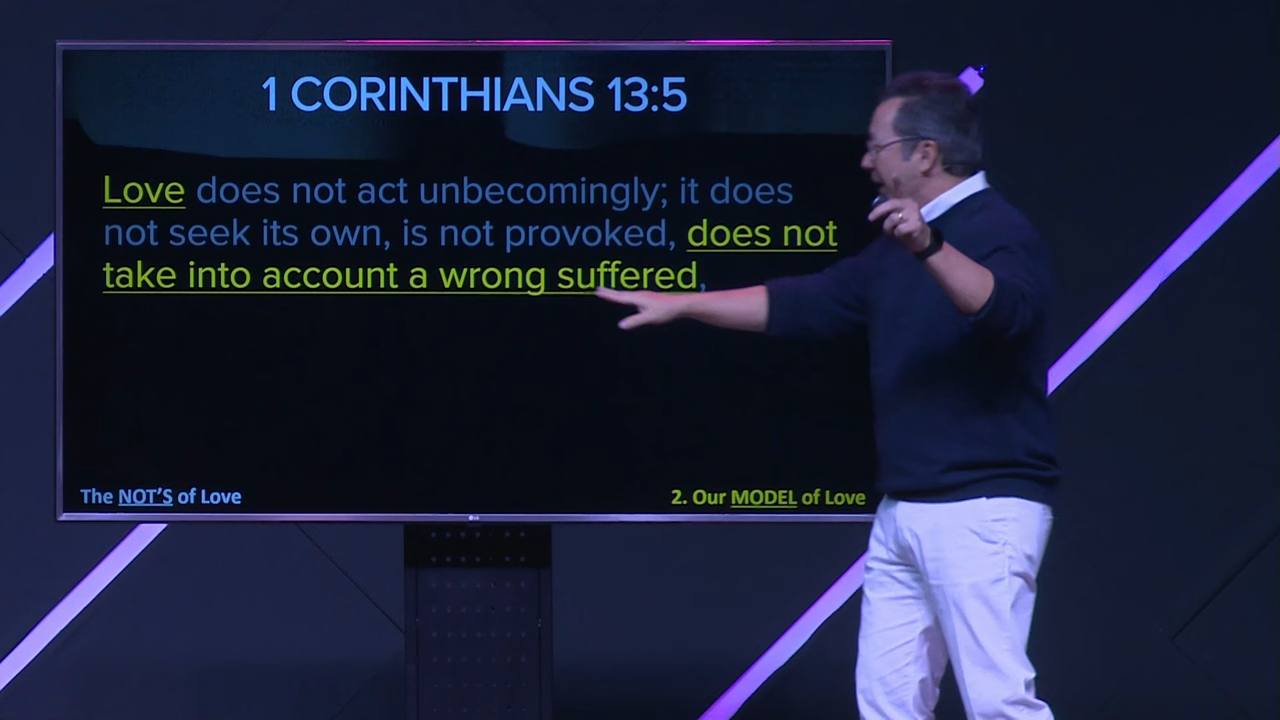 1 CORINTHIANS 13:5
Love does not act unbecomingly; it does
not seek its own, is not provoked, does not
take into account a wrong suffered,
The NOT'S of Love
2. Our MODEL of Love
LG